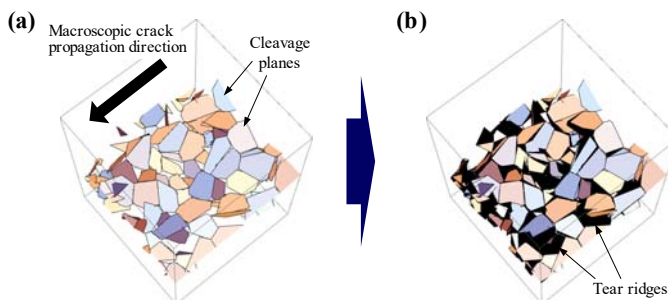 (a)
Macroscopic crack
propagation direction
Cleavage
planes
(b)
Tear ridges